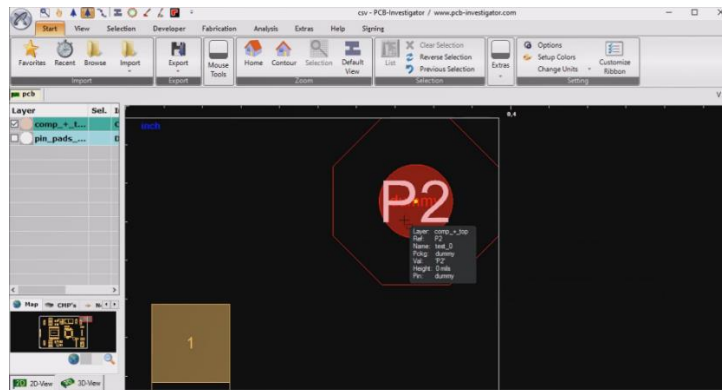 csv - PCB-Investigator / www.pcb-investigator.com
Start View Selection Developer Fabrication Analysis Extras Help Signing
Favorites Recent Browse Import
Export
Mouse Tools
Home Contour Selection Default View
List
Clear Selection
Reverse Selection
Previous Selection
Extras
Options
Setup Colors
Change Units
Customize Ribbon
Import Export Zoom Selection Setting
pcb
Layer Sel.
comp_+_t...
pin_pads_...
inch
0,4
P2
dummy
Layer: comp_+_top
Ref: P2
Name: test_0
Pckg: dummy
Val: 'P2'
Height: 0 mils
Pin: dummy
1
Map CMP's
2D-View 3D-View